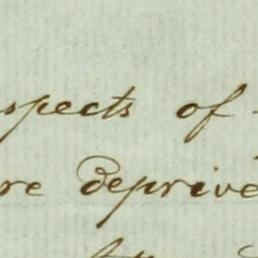 spects of
re deprive